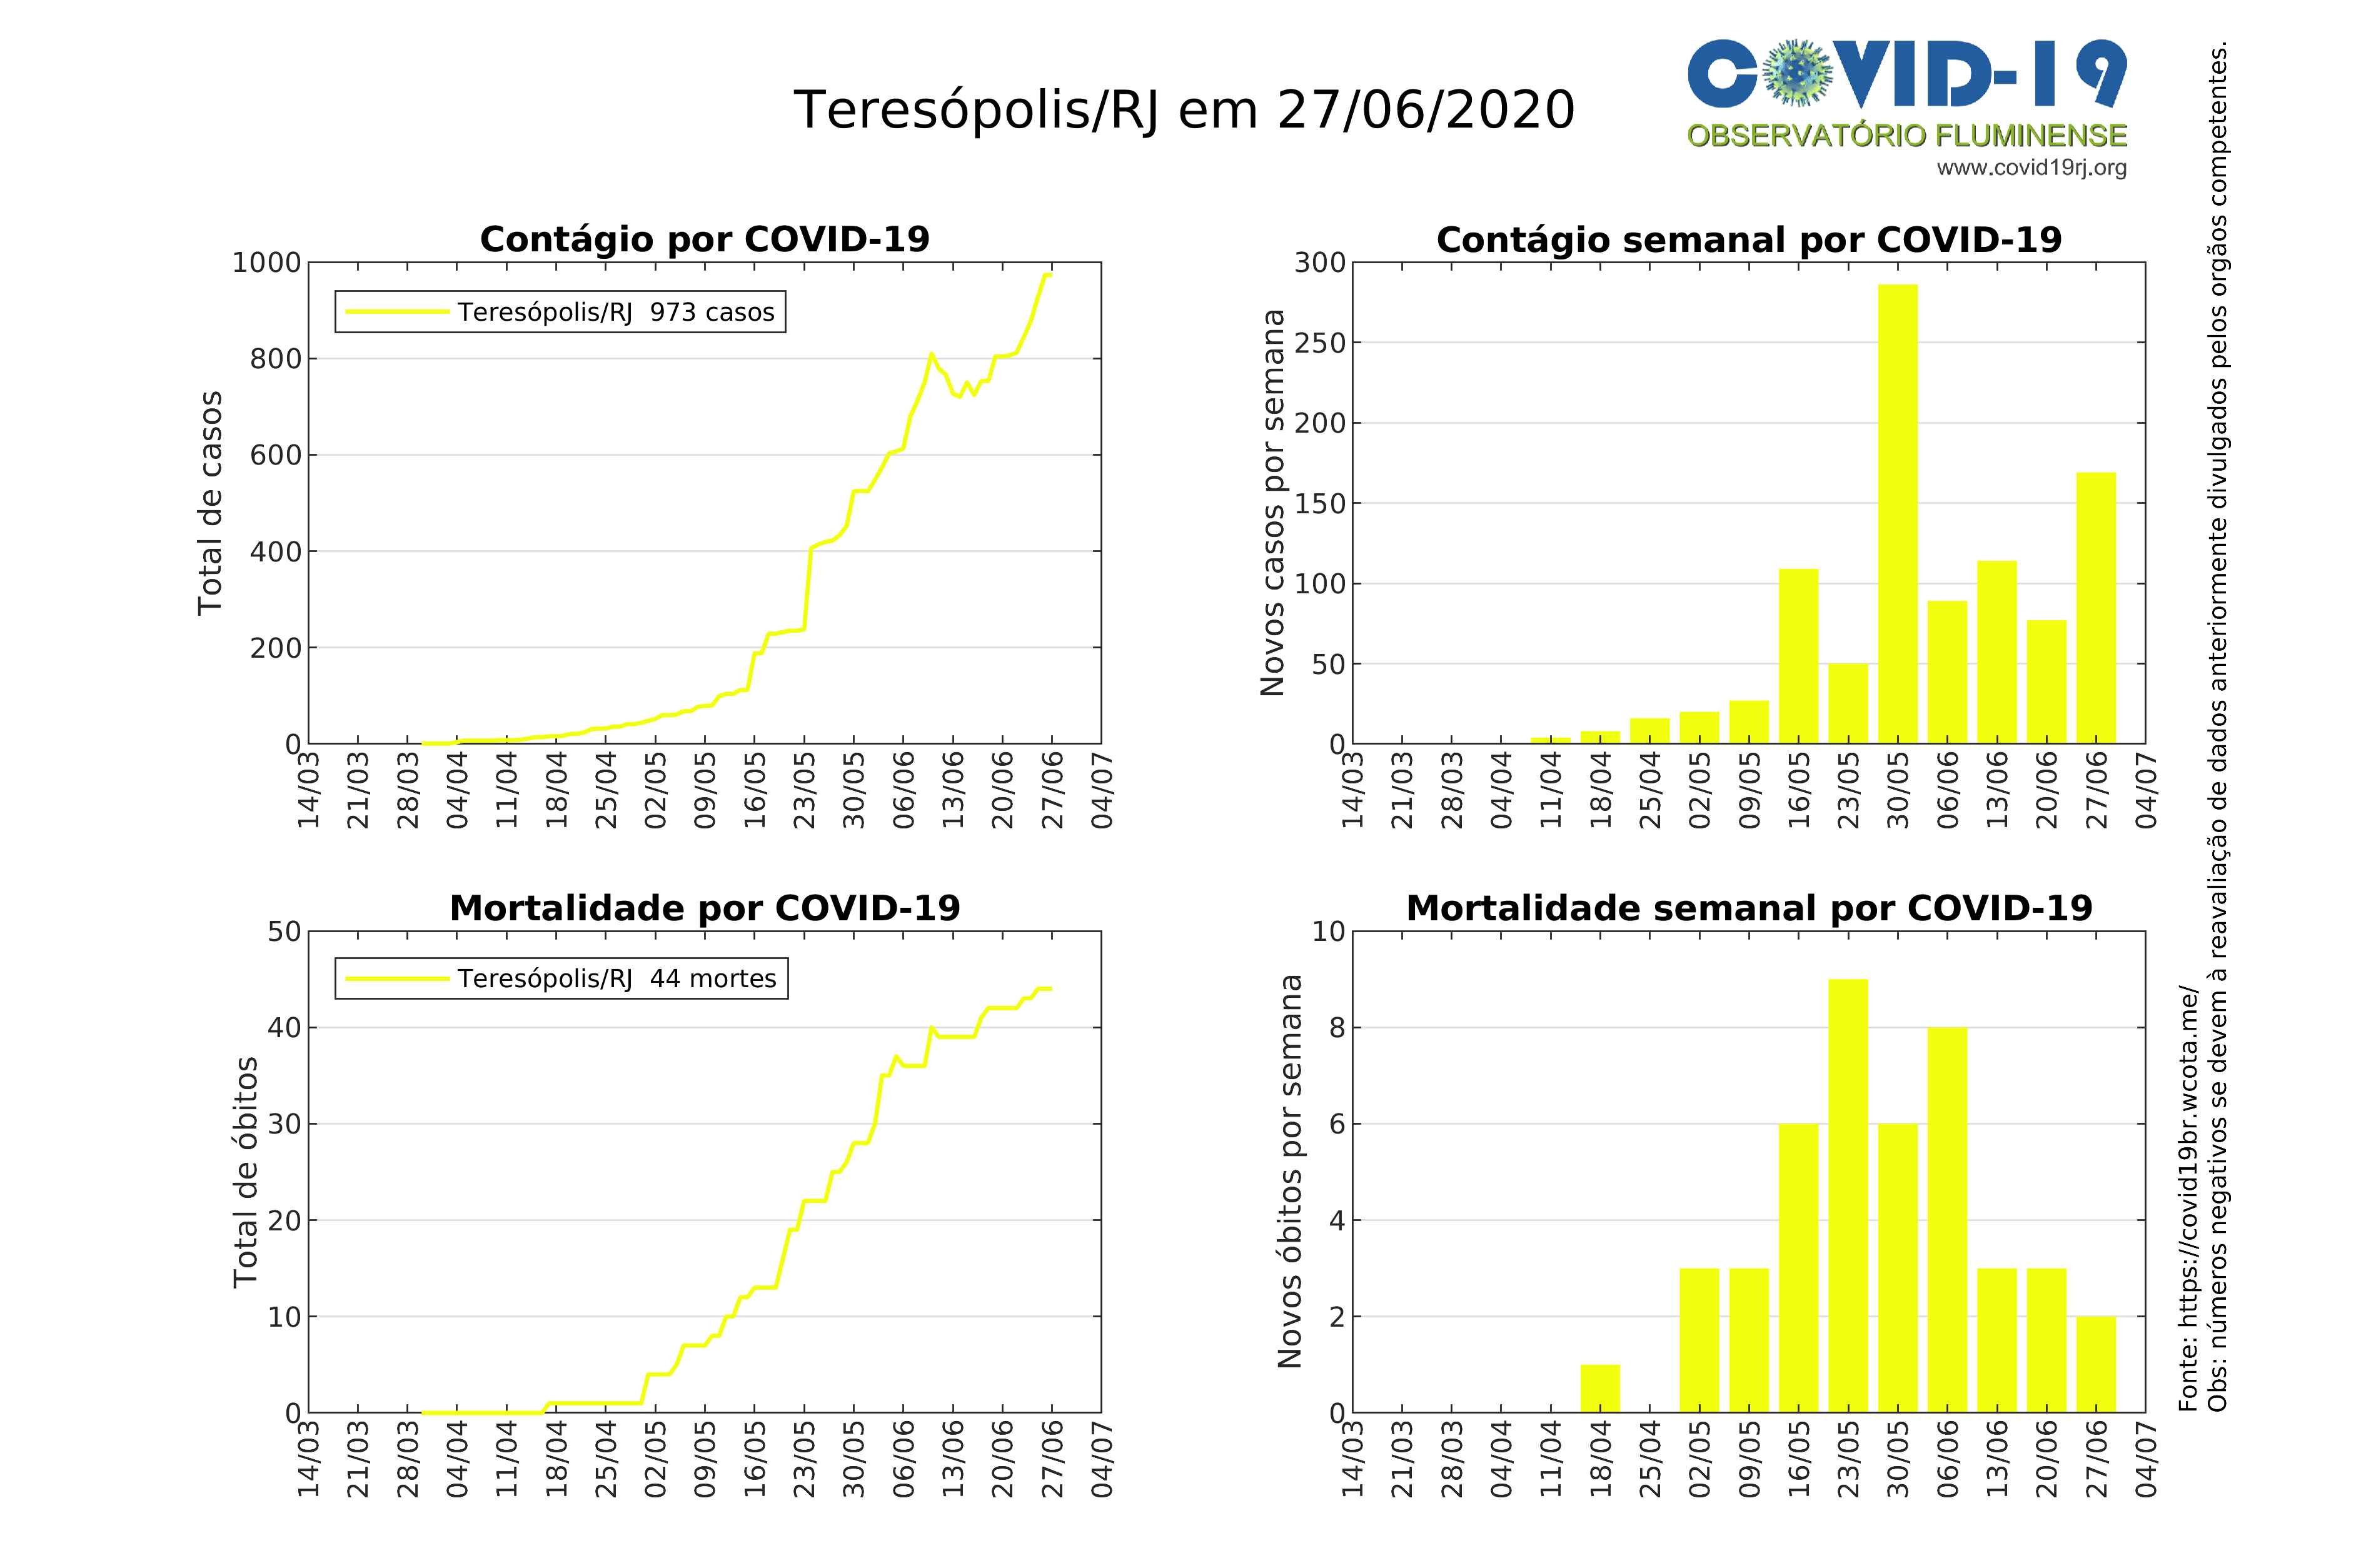 Teresópolis/RJ em 27/06/2020
COVID-19
OBSERVATÓRIO FLUMINENSE
www.covid19rj.org
Contágio por COVID-19
Total de casos
1000
800
600
400
200
0
Teresópolis/RJ 973 casos
14/03 21/03 28/03 04/04 11/04 18/04 25/04 02/05 09/05 16/05 23/05 30/05 06/06 13/06 20/06 27/06 04/07
Contágio semanal por COVID-19
Novos casos por semana
300
250
200
150
100
50
0
14/03 21/03 28/03 04/04 11/04 18/04 25/04 02/05 09/05 16/05 23/05 30/05 06/06 13/06 20/06 27/06 04/07
Mortalidade por COVID-19
Total de óbitos
50
40
30
20
10
0
Teresópolis/RJ 44 mortes
14/03 21/03 28/03 04/04 11/04 18/04 25/04 02/05 09/05 16/05 23/05 30/05 06/06 13/06 20/06 27/06 04/07
Mortalidade semanal por COVID-19
Novos óbitos por semana
10
8
6
4
2
0
14/03 21/03 28/03 04/04 11/04 18/04 25/04 02/05 09/05 16/05 23/05 30/05 06/06 13/06 20/06 27/06 04/07
Fonte: https://covid19br.wcota.me/
Obs: números negativos se devem à reavaliação de dados anteriormente divulgados pelos orgãos competentes.